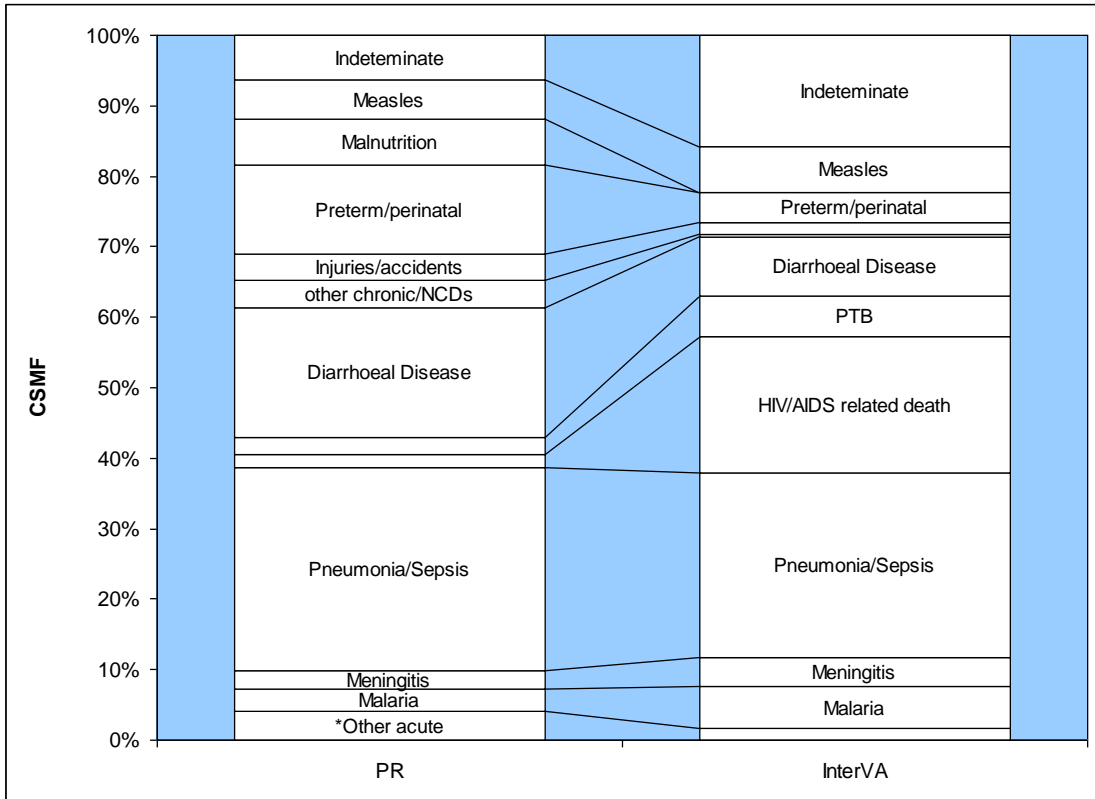 100%
90%
80%
70%
60%
50%
40%
30%
20%
10%
0%
CSMF
Indeteminate
Measles
Malnutrition
Preterm/perinatal
Injuries/accidents
other chronic/NCDs
Diarrhoeal Disease
Pneumonia/Sepsis
Meningitis
Malaria
*Other acute
PR
Indeteminate
Measles
Preterm/perinatal
Diarrhoeal Disease
PTB
HIV/AIDS related death
Pneumonia/Sepsis
Meningitis
Malaria
InterVA